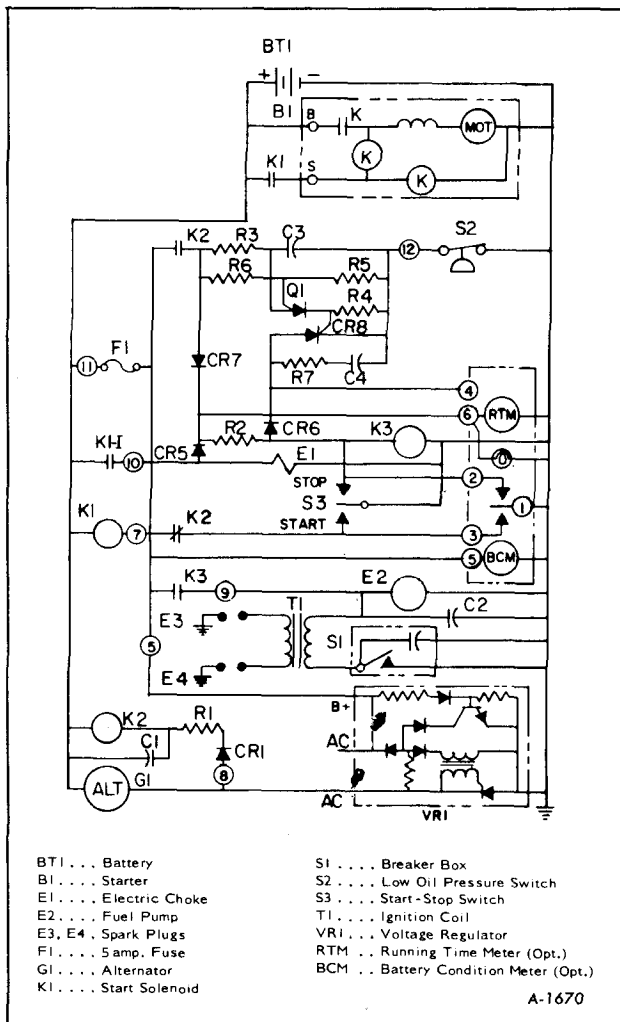 BT1
+ -
B1 B K MOT
K
K1 S K
K2 R3 C3 12 S2
R6 R5
Q1 R4
CR8
11 F1 CR7 R7 C4
4
6 RTM
R2 CR6 K3
K1-1 10 CR5 E1
STOP 2
S3 1
K1 7 K2 START 3
5 BCM
K3 9 E2
T1 C2
E3 S1
5 E4
B+
K2 R1
C1 AC
CR1
G1 8
ALT AC
VR1
BT1 . . . . Battery
B1 . . . . . Starter
E1 . . . . . Electric Choke
E2 . . . . . Fuel Pump
E3, E4 . Spark Plugs
F1 . . . . . 5 amp. Fuse
G1 . . . . . Alternator
K1 . . . . . Start Solenoid
S1 . . . . . Breaker Box
S2 . . . . . Low Oil Pressure Switch
S3 . . . . . Start-Stop Switch
T1 . . . . . Ignition Coil
VR1 . . . . Voltage Regulator
RTM . . Running Time Meter (Opt.)
BCM . . Battery Condition Meter (Opt.)
A-1670